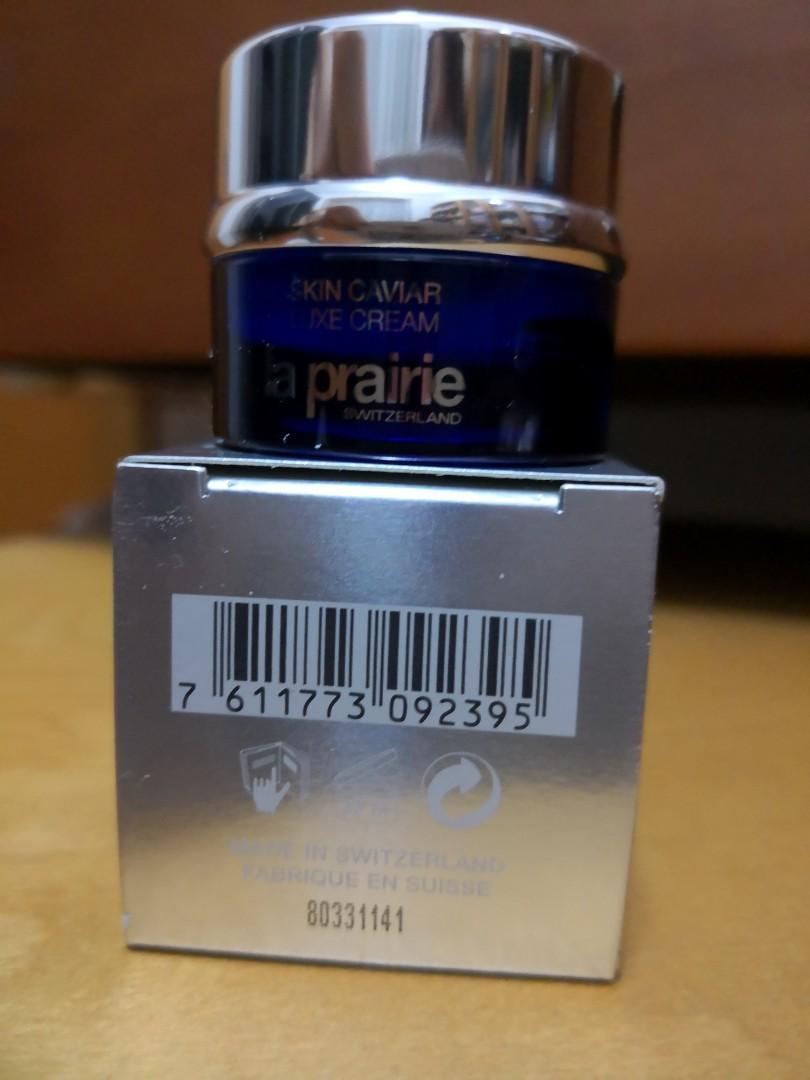 SKIN CAVIAR
LUXE CREAM
la prairie
SWITZERLAND
7 611773 092395
MADE IN SWITZERLAND
FABRIQUE EN SUISSE
80331141